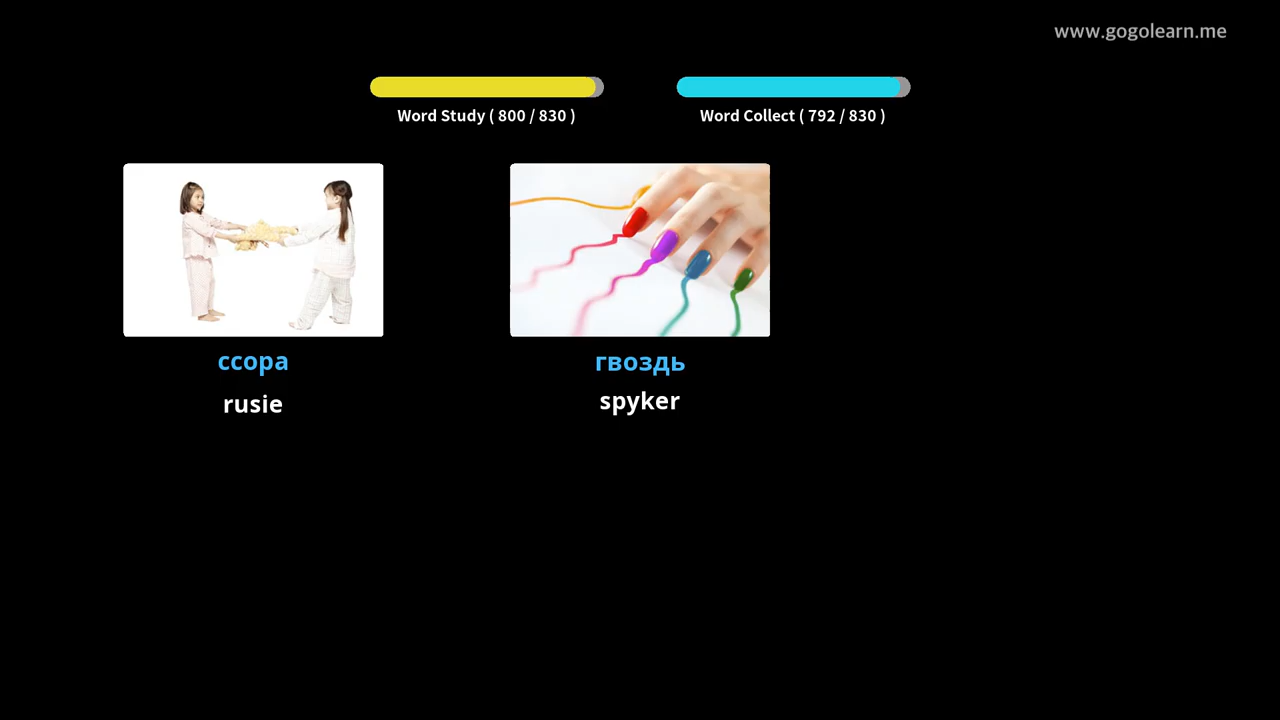 www.gogolearn.me
Word Study ( 800 / 830 )
Word Collect ( 792 / 830 )
ссора
rusie
гвоздь
spyker